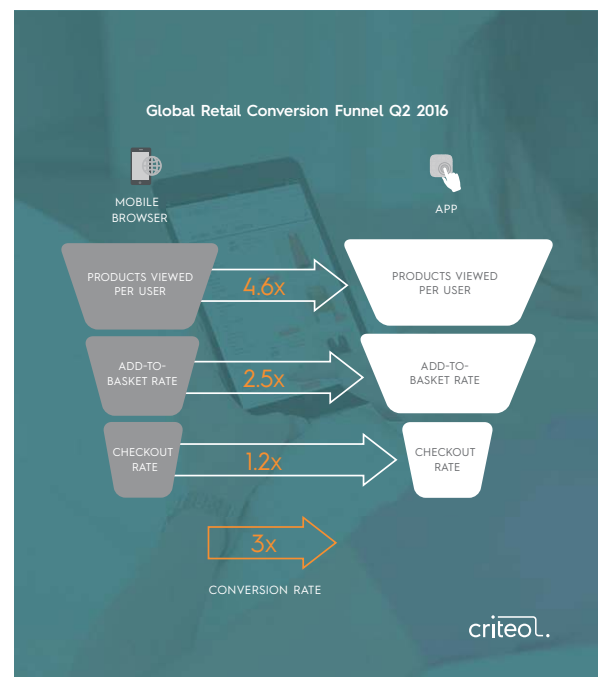 Global Retail Conversion Funnel Q2 2016
MOBILE
BROWSER
APP
PRODUCTS VIEWED
PER USER
4.6x
PRODUCTS VIEWED
PER USER
ADD-TO-
BASKET RATE
2.5x
ADD-TO-
BASKET RATE
CHECKOUT
RATE
1.2x
CHECKOUT
RATE
3x
CONVERSION RATE
criteo.